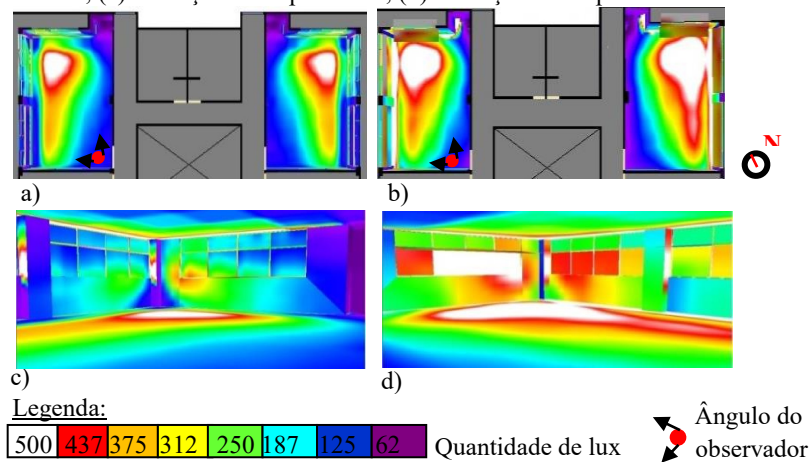 N
a)
b)
c)
d)
Legenda:
500 437 375 312 250 187 125 62 Quantidade de lux
Ângulo do
observador